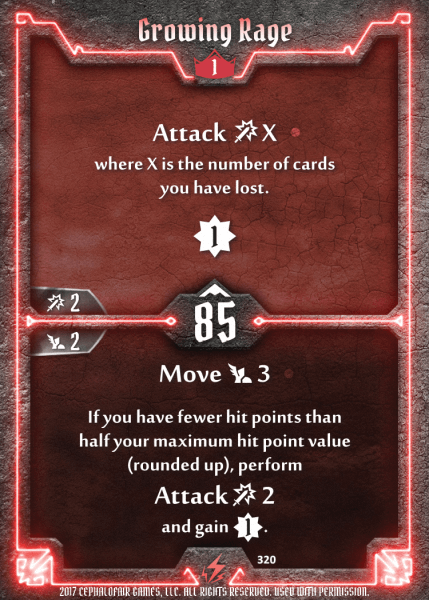 Growing Rage
1
Attack X
where X is the number of cards
you have lost.
1
2
85
2
Move 3
If you have fewer hit points than
half your maximum hit point value
(rounded up), perform
Attack 2
and gain 1.
320
2017 CEPHALOFAIR GAMES, LLC. ALL RIGHTS RESERVED. USED WITH PERMISSION.